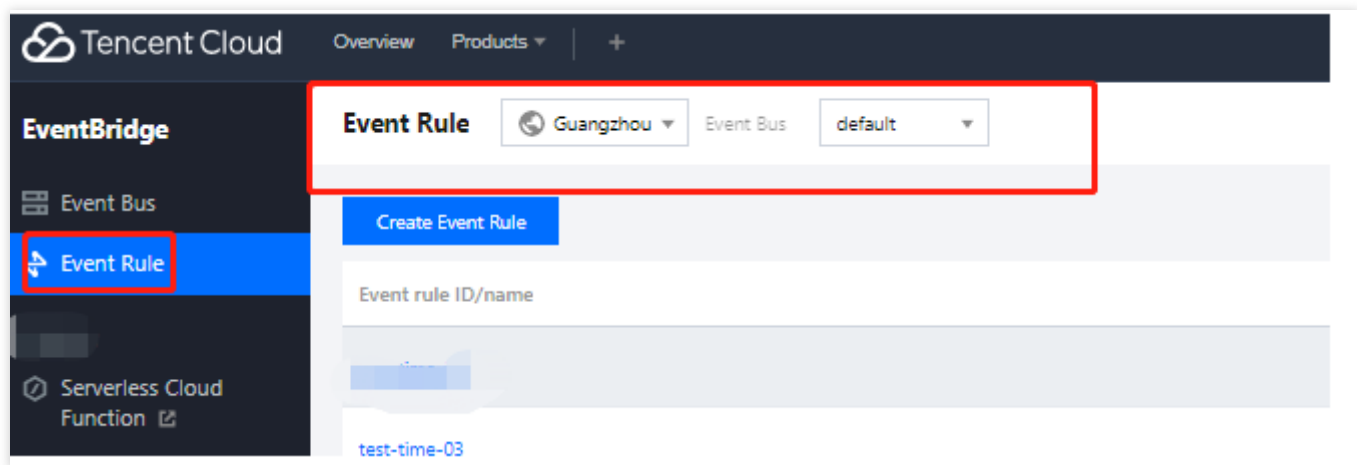 Tencent Cloud Overview Products +
EventBridge
Event Rule Guangzhou Event Bus default
Event Bus
Create Event Rule
Event Rule
Event rule ID/name
Serverless Cloud
Function
test-time-03